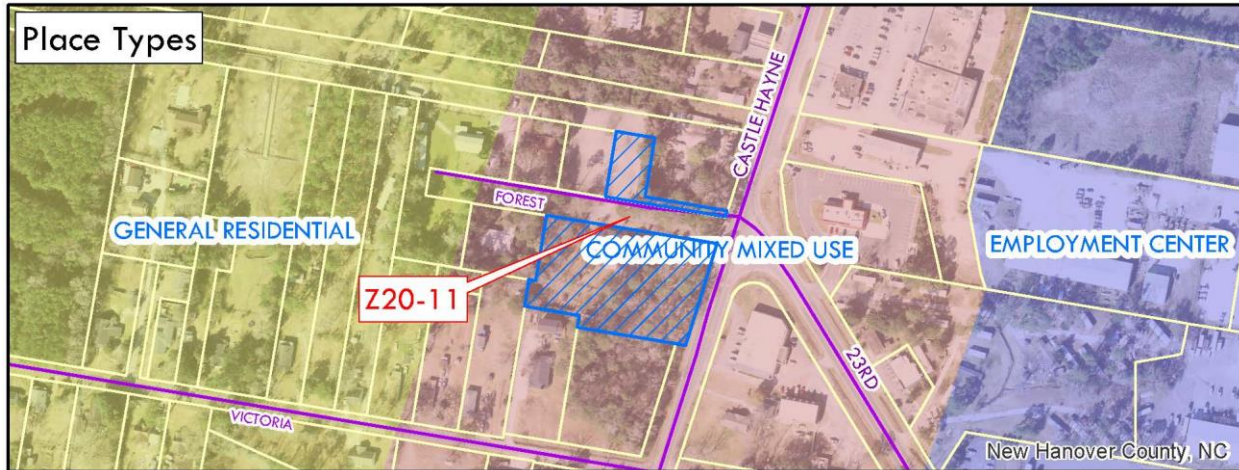 Place Types
CASTLE HAYNE
FOREST
GENERAL RESIDENTIAL
COMMUNITY MIXED USE
EMPLOYMENT CENTER
Z20-11
23RD
VICTORIA
New Hanover County, NC